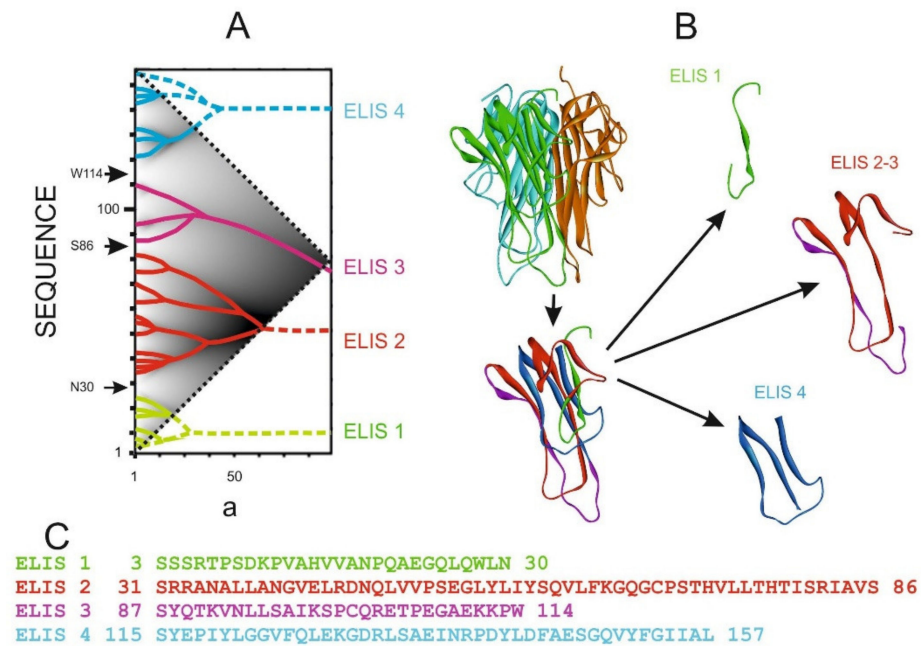 A
B
ELIS 4
W114
100
S86
SEQUENCE
ELIS 3
ELIS 2
N30
ELIS 1
1
1
50
a
ELIS 1
ELIS 2-3
ELIS 4
C
ELIS 1 3 SSSRTPSDKPVAHVVANPQAEGQLQWLN 30
ELIS 2 31 SRRANALLANGVELRDNQLVVPSEGLYLIYSQVLFKGQGCPSTHVLLTHTISRIAVS 86
ELIS 3 87 SYQTKVNLLSAIKSPCQRETPEGAEKKPW 114
ELIS 4 115 SYEPIYLGGVFQLEKGDRLSAEINRPDYLDFAESGQVYFGIIAL 157